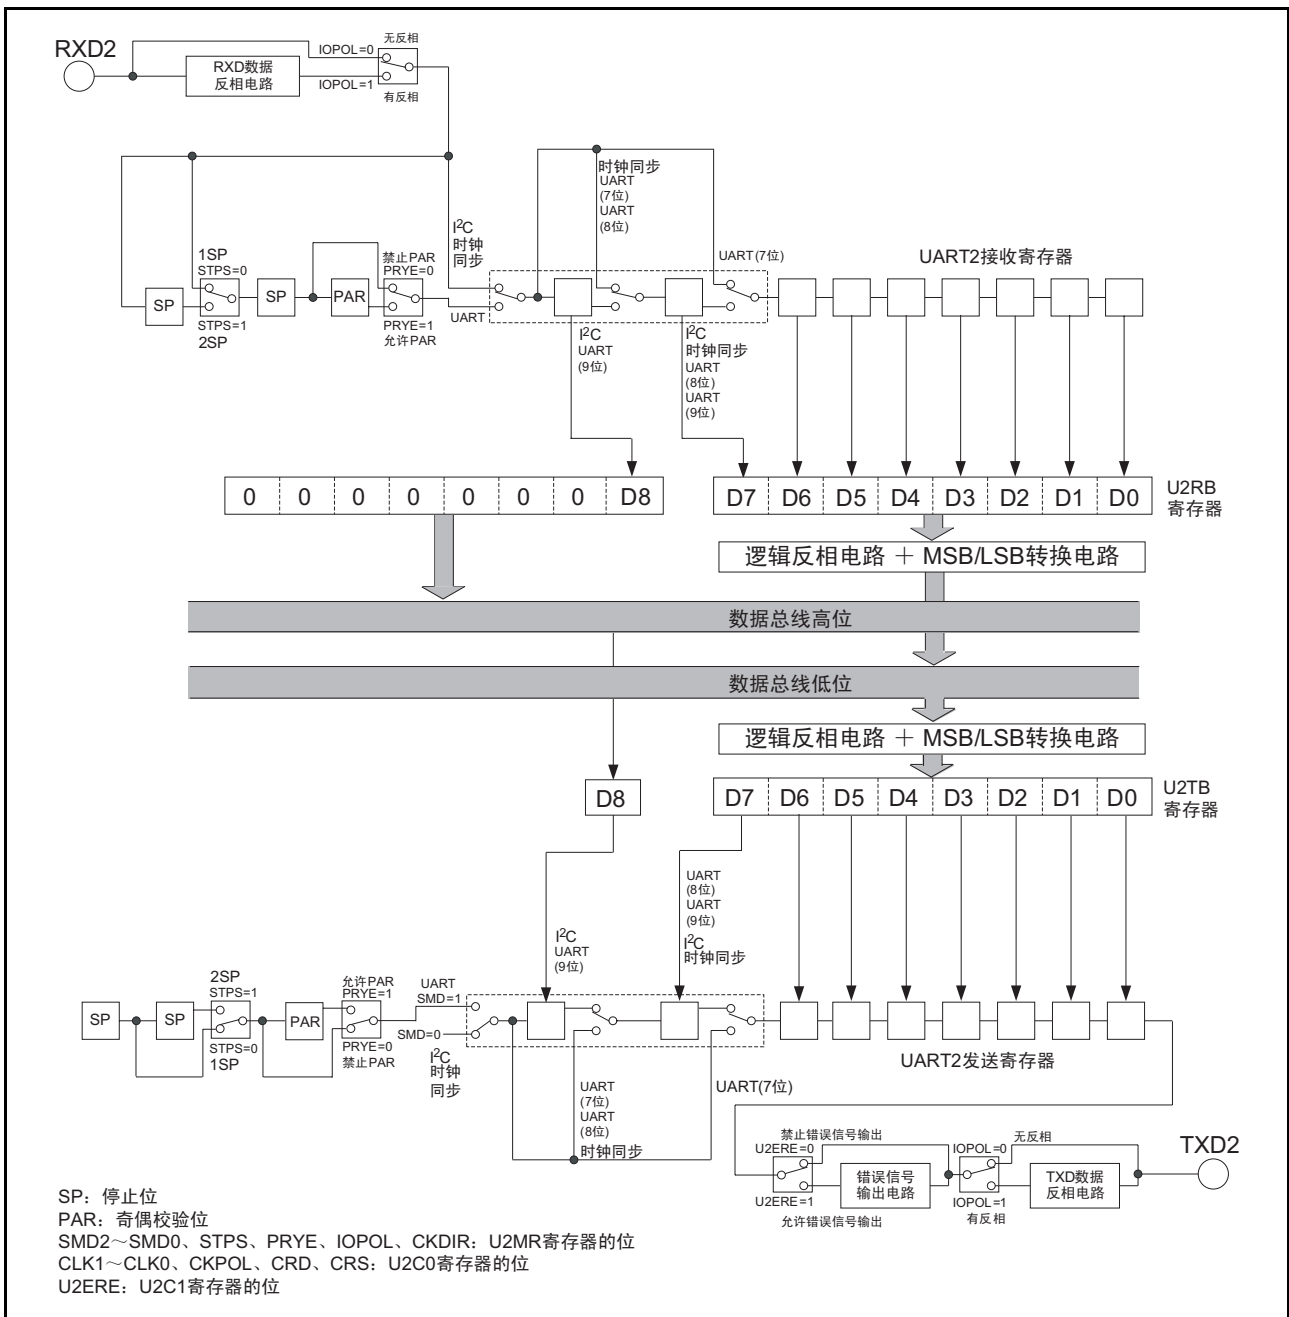 RXD2
RXD数据
反相电路
IOPOL=0
IOPOL=1
无反相
有反相
1SP
STPS=0
STPS=1
2SP
SP
SP
PAR
禁止PAR
PRYE=0
PRYE=1
允许PAR
I²C
时钟
同步
UART
时钟同步
UART
(7位)
UART
(8位)
UART(7位)
UART2接收寄存器
I²C
UART
(9位)
I²C
时钟同步
UART
(8位)
UART
(9位)
0 0 0 0 0 0 0 D8
D7 D6 D5 D4 D3 D2 D1 D0
U2RB
寄存器
逻辑反相电路 ＋ MSB/LSB转换电路
数据总线高位
数据总线低位
逻辑反相电路 ＋ MSB/LSB转换电路
D8
D7 D6 D5 D4 D3 D2 D1 D0
U2TB
寄存器
I²C
UART
(9位)
UART
(8位)
UART
(9位)
I²C
时钟同步
SP
SP
2SP
STPS=1
STPS=0
1SP
PAR
允许PAR
PRYE=1
PRYE=0
禁止PAR
UART
SMD=1
SMD=0
I²C
时钟
同步
UART
(7位)
UART
(8位)
时钟同步
UART(7位)
UART2发送寄存器
禁止错误信号输出
U2ERE=0
U2ERE=1
允许错误信号输出
错误信号
输出电路
IOPOL=0
无反相
IOPOL=1
有反相
TXD数据
反相电路
TXD2
SP：停止位
PAR：奇偶校验位
SMD2～SMD0、STPS、PRYE、IOPOL、CKDIR：U2MR寄存器的位
CLK1～CLK0、CKPOL、CRD、CRS：U2C0寄存器的位
U2ERE：U2C1寄存器的位